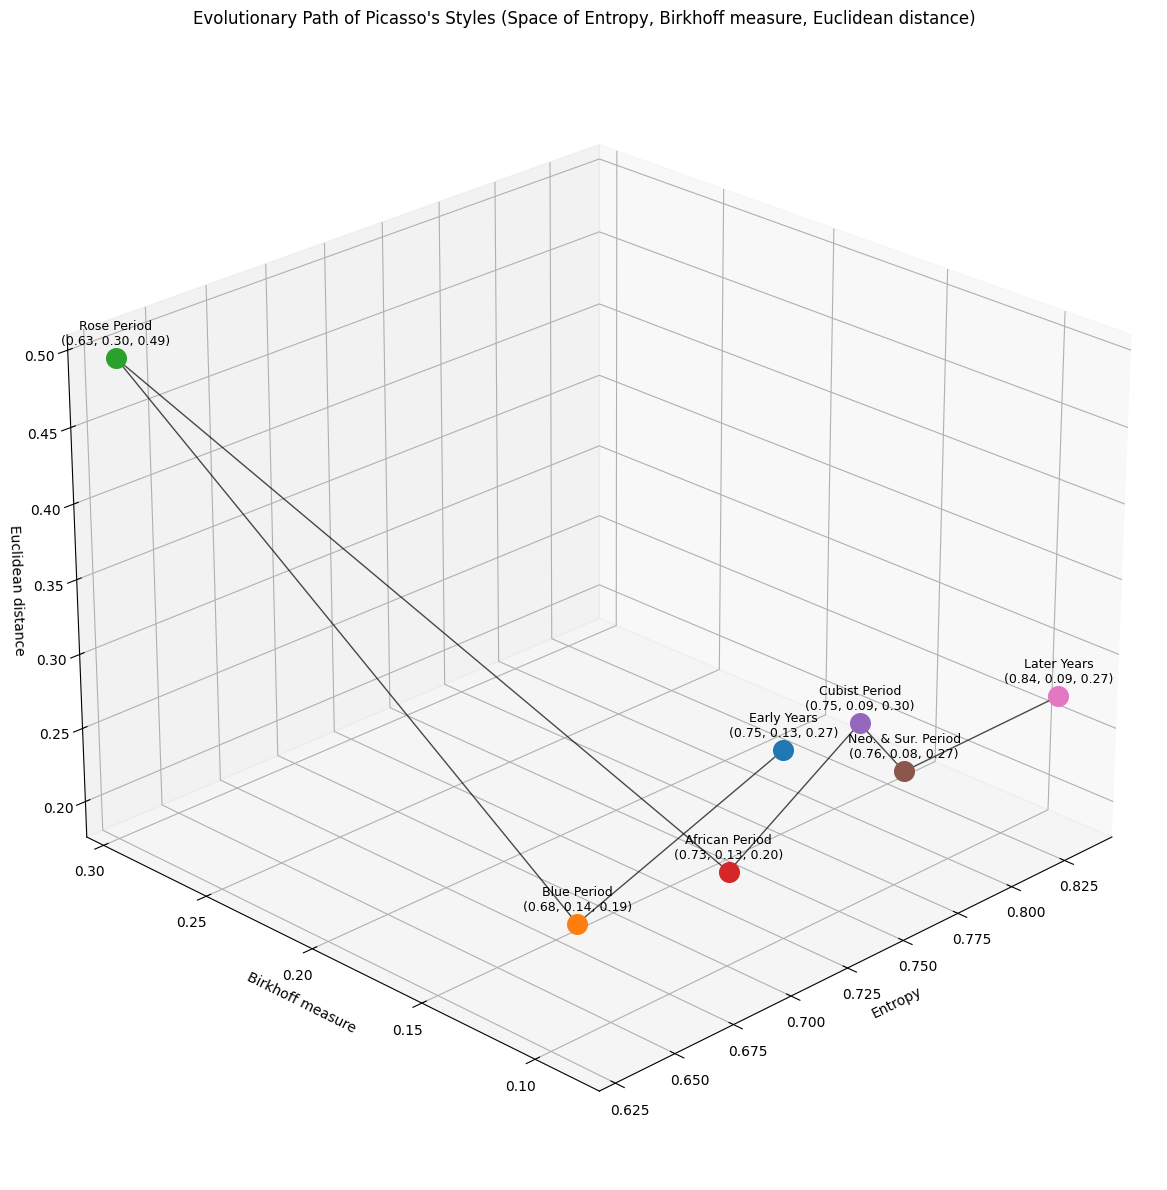 Evolutionary Path of Picasso's Styles (Space of Entropy, Birkhoff measure, Euclidean distance)
Rose Period
(0.63, 0.30, 0.49)
0.50
0.45
0.40
0.35
0.30
0.25
0.20
Euclidean distance
Later Years
(0.84, 0.09, 0.27)
Cubist Period
(0.75, 0.09, 0.30)
Early Years
(0.75, 0.13, 0.27)
Neo. & Sur. Period
(0.76, 0.08, 0.27)
African Period
(0.73, 0.13, 0.20)
Blue Period
(0.68, 0.14, 0.19)
0.30
0.25
0.20
0.15
0.10
Birkhoff measure
0.825
0.800
0.775
0.750
0.725
0.700
0.675
0.650
0.625
Entropy